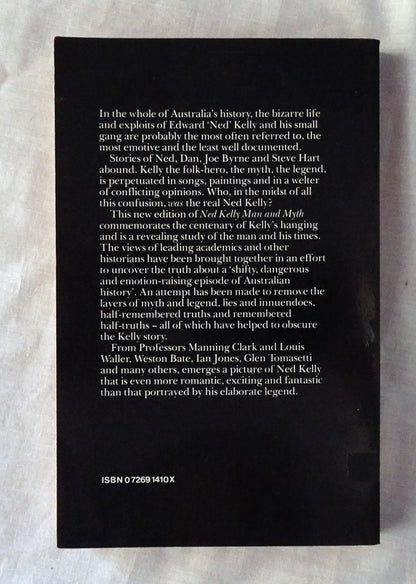 In the whole of Australia's history, the bizarre life
and exploits of Edward 'Ned' Kelly and his small
gang are probably the most often referred to, the
most emotive and the least well documented.
Stories of Ned, Dan, Joe Byrne and Steve Hart
abound. Kelly the folk-hero, the myth, the legend,
is perpetuated in songs, paintings and in a welter
of conflicting opinions. Who, in the midst of all
this confusion, was the real Ned Kelly?
This new edition of Ned Kelly Man and Myth
commemorates the centenary of Kelly's hanging
and is a revealing study of the man and his times.
The views of leading academics and other
historians have been brought together in an effort
to uncover the truth about a 'shifty, dangerous
and emotion-raising episode of Australian
history'. An attempt has been made to remove the
layers of myth and legend, lies and innuendoes,
half-remembered truths and remembered
half-truths – all of which have helped to obscure
the Kelly story.
From Professors Manning Clark and Louis
Waller, Weston Bate, Ian Jones, Glen Tomasetti
and many others, emerges a picture of Ned Kelly
that is even more romantic, exciting and fantastic
than that portrayed by his elaborate legend.
ISBN 0 7269 1410 X